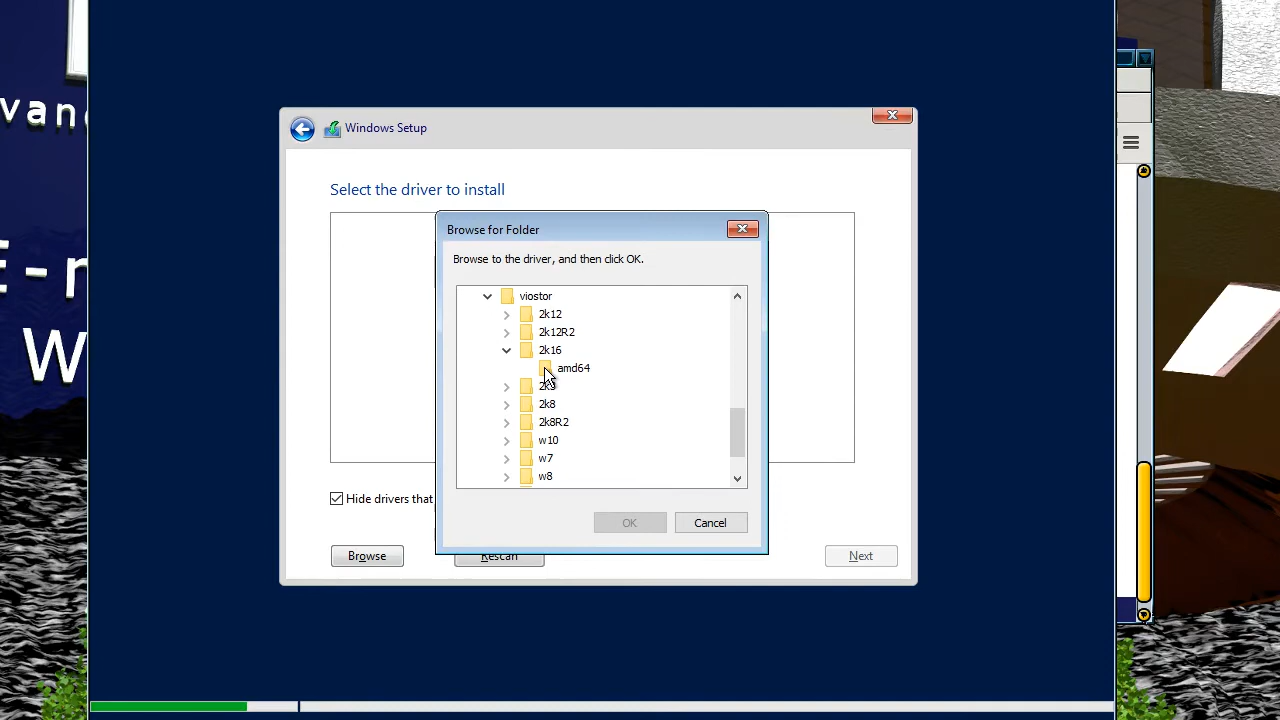 van
E-n
W
Windows Setup
Select the driver to install
Browse for Folder
Browse to the driver, and then click OK.
viostor
2k12
2k12R2
2k16
amd64
2k8
2k8R2
w10
w7
w8
OK
Cancel
Hide drivers that
Browse
Rescan
Next